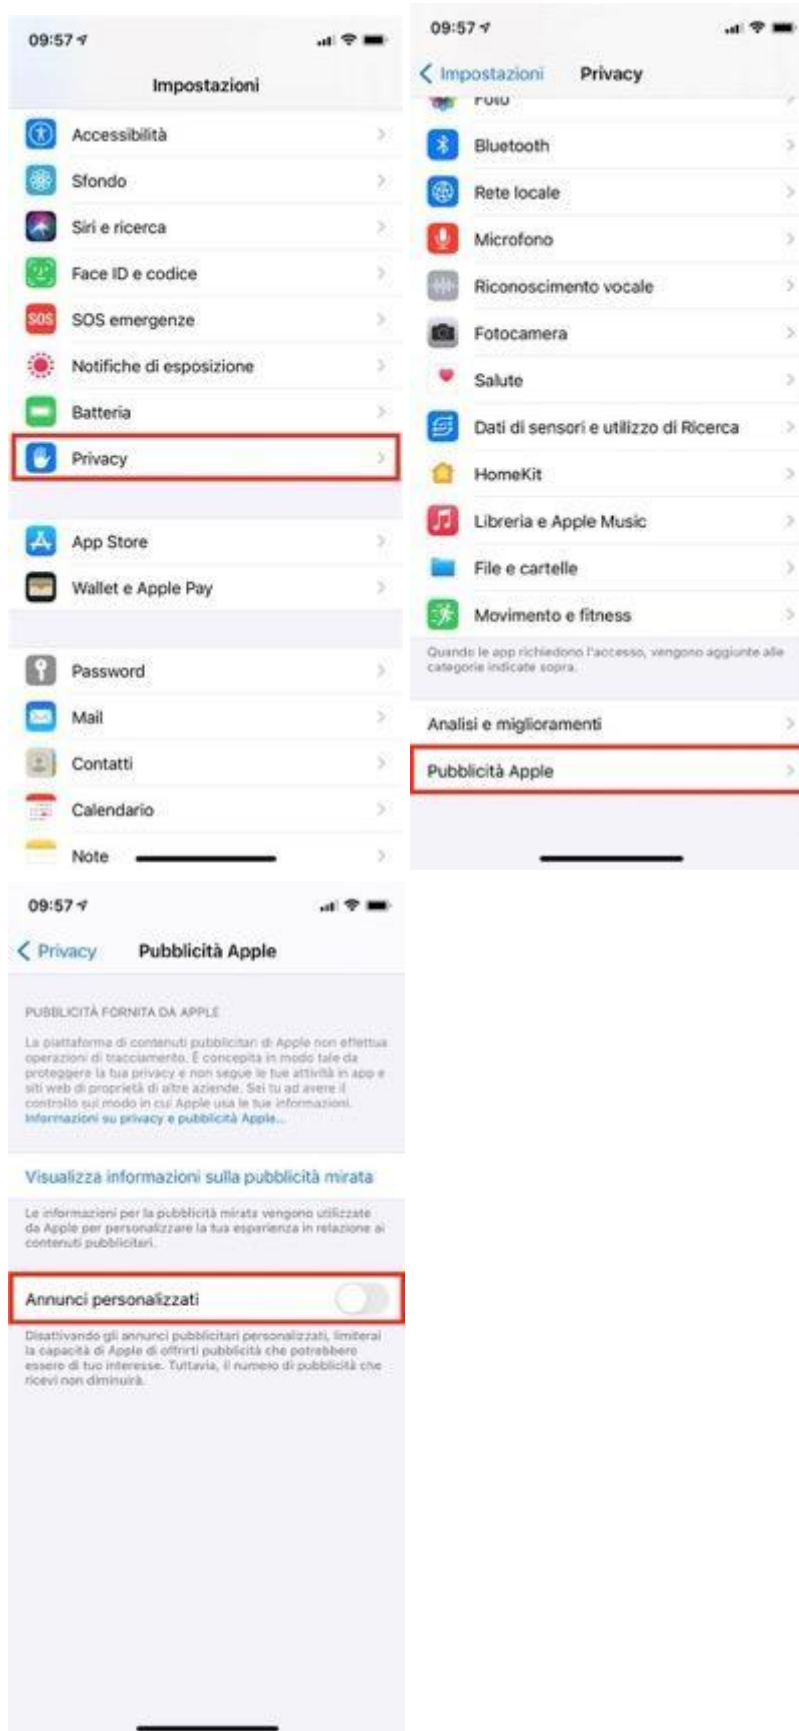 09:57
Impostazioni
Accessibilità
Sfondo
Siri e ricerca
Face ID e codice
SOS
SOS emergenze
Notifiche di esposizione
Batteria
Privacy
App Store
Wallet e Apple Pay
Password
Mail
Contatti
Calendario
Note
09:57
Impostazioni
Privacy
Foto
Bluetooth
Rete locale
Microfono
Riconoscimento vocale
Fotocamera
Salute
Dati di sensori e utilizzo di Ricerca
HomeKit
Libreria e Apple Music
File e cartelle
Movimento e fitness
Quando le app richiedono l'accesso, vengono aggiunte alle
categorie indicate sopra.
Analisi e miglioramenti
Pubblicità Apple
09:57
Privacy
Pubblicità Apple
PUBBLICITÀ FORNITA DA APPLE
La piattaforma di contenuti pubblicitari di Apple non effettua
operazioni di tracciamento. È concepita in modo tale da
proteggere la tua privacy e non segue le tue attività in app e
siti web di proprietà di altre aziende. Sei tu ad avere il
controllo sul modo in cui Apple usa le tue informazioni.
Informazioni su privacy e pubblicità Apple...
Visualizza informazioni sulla pubblicità mirata
Le informazioni per la pubblicità mirata vengono utilizzate
da Apple per personalizzare la tua esperienza in relazione ai
contenuti pubblicitari.
Annunci personalizzati
Disattivando gli annunci pubblicitari personalizzati, limiterai
la capacità di Apple di offrirti pubblicità che potrebbero
essere di tuo interesse. Tuttavia, il numero di pubblicità che
ricevi non diminuirà.